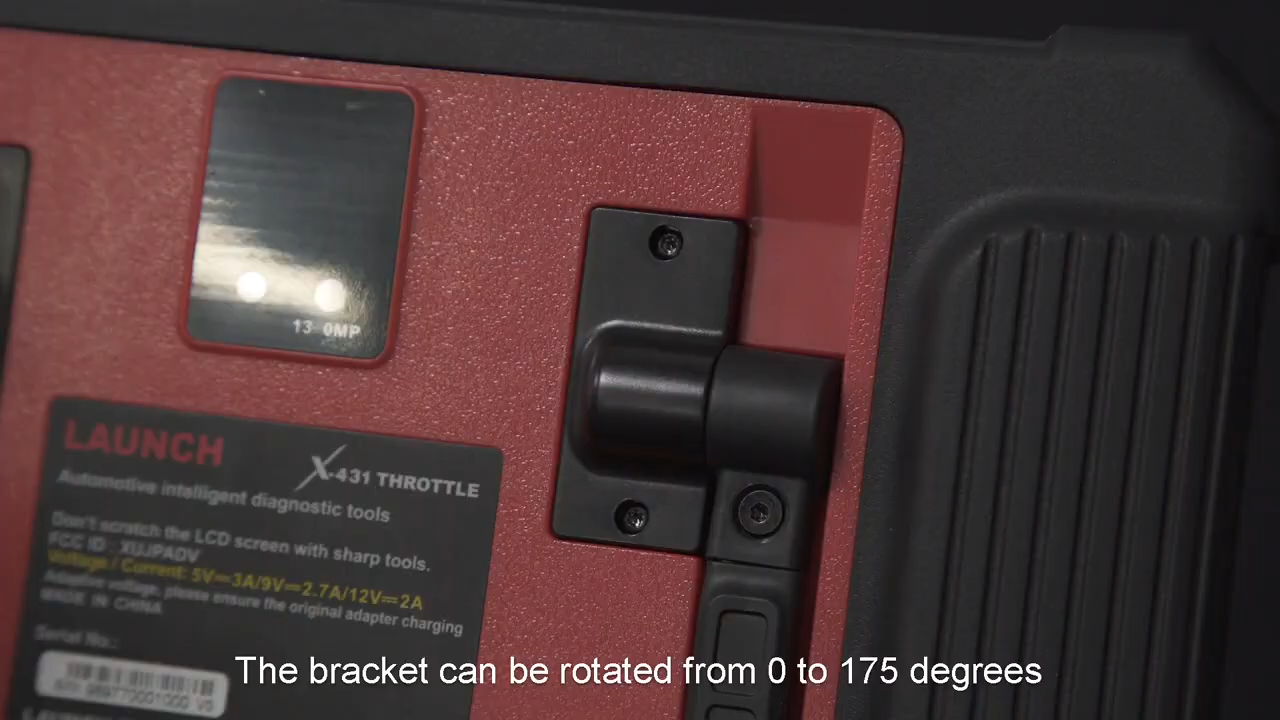 13 0MP
LAUNCH
X-431 THROTTLE
Automotive intelligent diagnostic tools
Don't scratch the LCD screen with sharp tools.
FCC ID : XUJPADV
Voltage / Current: 5V⎓3A/9V⎓2.7A/12V⎓2A
Adaptive voltage, please ensure the original adapter charging
MADE IN CHINA
Serial No.:
The bracket can be rotated from 0 to 175 degrees